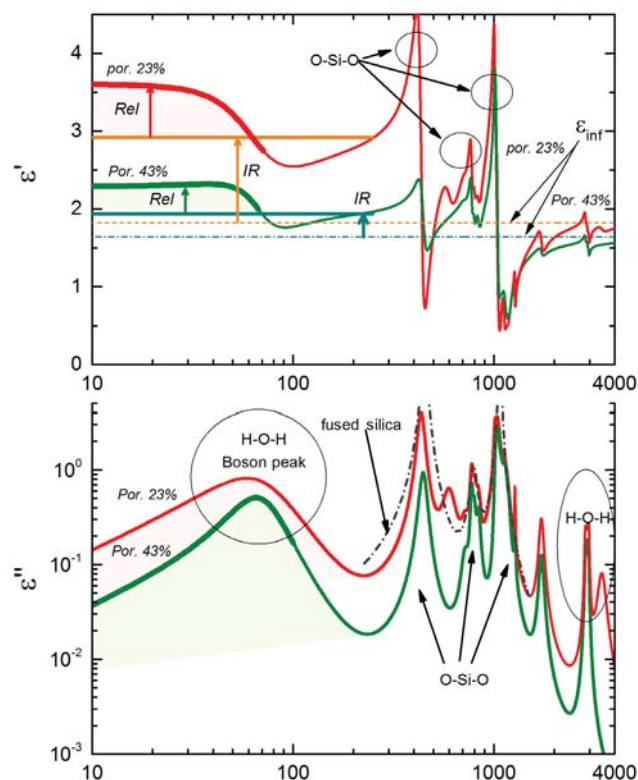 4
3
2
1
0
ε'
por. 23%
Rel
Por. 43%
Rel
IR
IR
O-Si-O
ε_inf
por. 23%
Por. 43%
10
100
1000
4000
10^0
10^-1
10^-2
10^-3
ε''
H-O-H
Boson peak
Por. 23%
Por. 43%
fused silica
O-Si-O
H-O-H
10
100
1000
4000